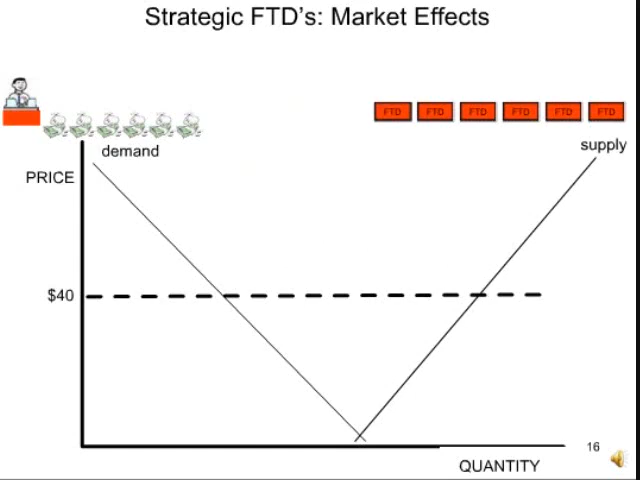 Strategic FTD's: Market Effects
FTD FTD FTD FTD FTD FTD
demand
supply
PRICE
$40
16
QUANTITY